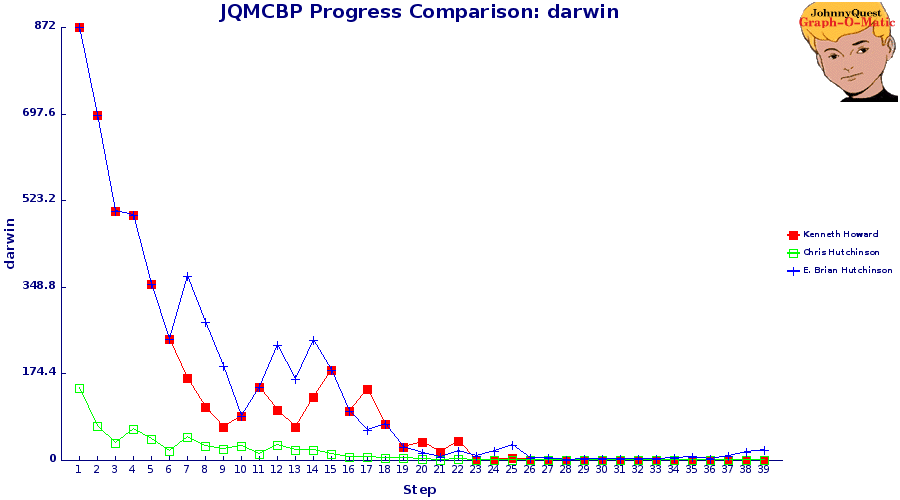 JQMCBP Progress Comparison: darwin
JohnnyQuest
Graph-O-Matic
872
697.6
523.2
348.8
174.4
0
darwin
1 2 3 4 5 6 7 8 9 10 11 12 13 14 15 16 17 18 19 20 21 22 23 24 25 26 27 28 29 30 31 32 33 34 35 36 37 38 39
Step
Kenneth Howard
Chris Hutchinson
E. Brian Hutchinson